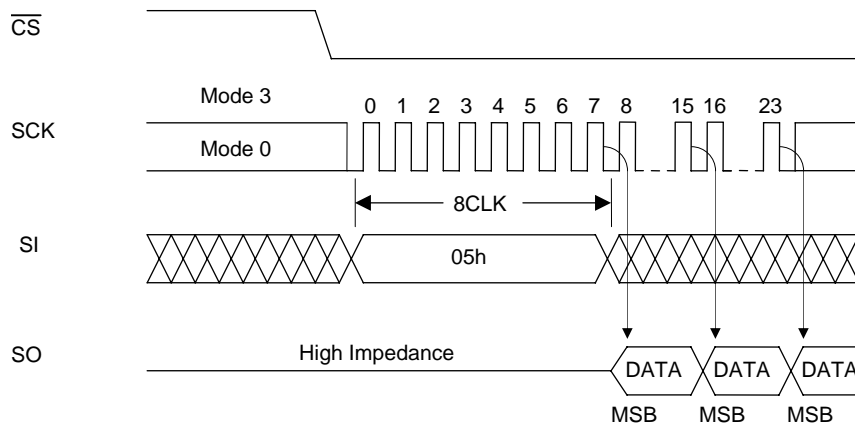 CS
Mode 3
0 1 2 3 4 5 6 7 8 15 16 23
SCK
Mode 0
8CLK
SI
05h
SO
High Impedance
DATA DATA DATA
MSB MSB MSB